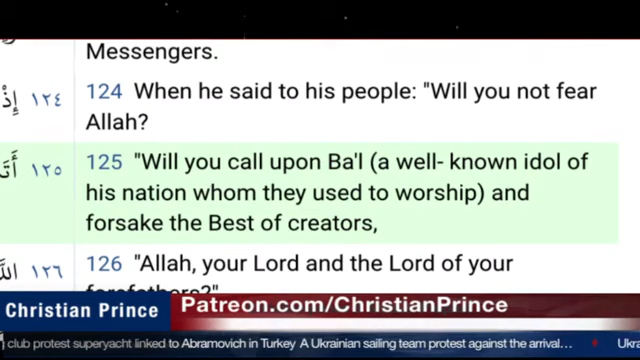 Messengers.
١٢٤ 124 When he said to his people: "Will you not fear
Allah?
١٢٥ 125 "Will you call upon Ba'l (a well- known idol of
his nation whom they used to worship) and
forsake the Best of creators,
١٢٦ 126 "Allah, your Lord and the Lord of your
forefathers?"
Christian Prince
Patreon.com/ChristianPrince
club protest superyacht linked to Abramovich in Turkey A Ukrainian sailing team protest against the arrival... Ukra